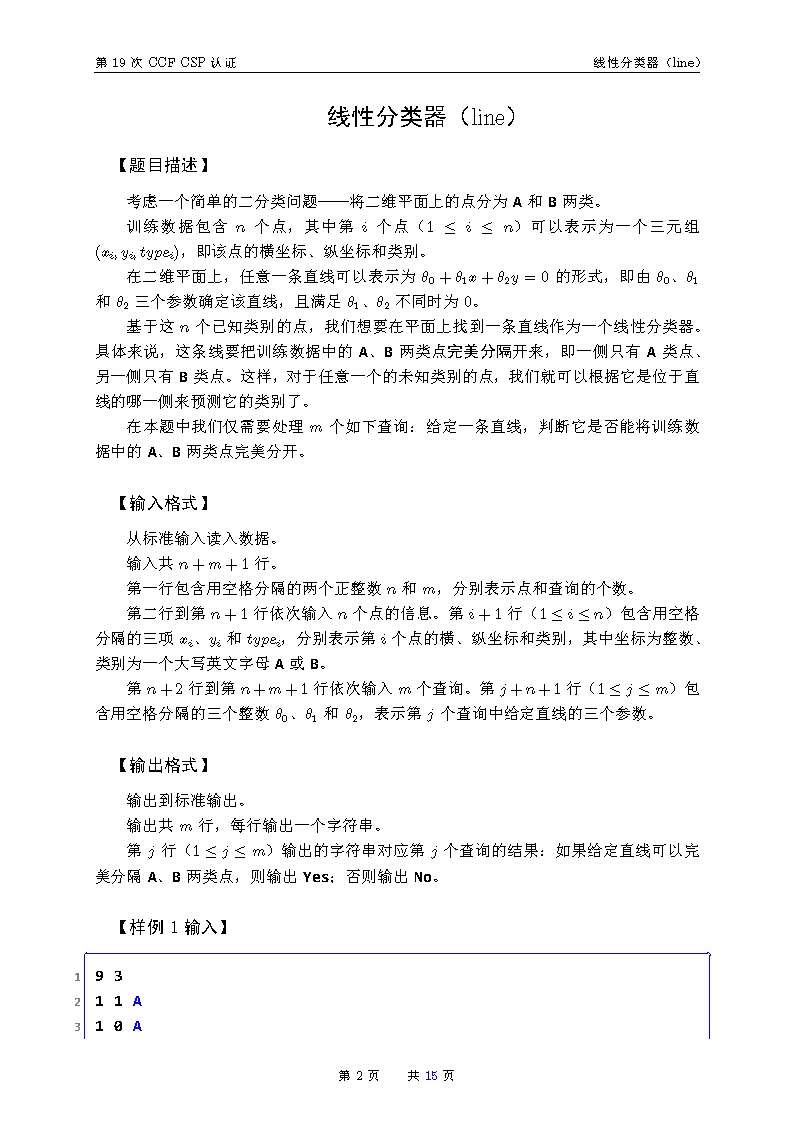 第 19 次 CCF CSP 认证 线性分类器（line）
线性分类器（line）
【题目描述】
考虑一个简单的二分类问题——将二维平面上的点分为 A 和 B 两类。
训练数据包含 n 个点，其中第 i 个点（1 ≤ i ≤ n）可以表示为一个三元组
(xᵢ, yᵢ, typeᵢ)，即该点的横坐标、纵坐标和类别。
在二维平面上，任意一条直线可以表示为 θ₀ + θ₁x + θ₂y = 0 的形式，即由 θ₀、θ₁
和 θ₂ 三个参数确定该直线，且满足 θ₁、θ₂ 不同时为 0。
基于这 n 个已知类别的点，我们想要在平面上找到一条直线作为一个线性分类器。
具体来说，这条线要把训练数据中的 A、B 两类点完美分隔开来，即一侧只有 A 类点、
另一侧只有 B 类点。这样，对于任意一个的未知类别的点，我们就可以根据它是位于直
线的哪一侧来预测它的类别了。
在本题中我们仅需要处理 m 个如下查询：给定一条直线，判断它是否能将训练数
据中的 A、B 两类点完美分开。
【输入格式】
从标准输入读入数据。
输入共 n + m + 1 行。
第一行包含用空格分隔的两个正整数 n 和 m，分别表示点和查询的个数。
第二行到第 n + 1 行依次输入 n 个点的信息。第 i + 1 行（1 ≤ i ≤ n）包含用空格
分隔的三项 xᵢ、yᵢ 和 typeᵢ，分别表示第 i 个点的横、纵坐标和类别，其中坐标为整数、
类别为一个大写英文字母 A 或 B。
第 n + 2 行到第 n + m + 1 行依次输入 m 个查询。第 j + n + 1 行（1 ≤ j ≤ m）包
含用空格分隔的三个整数 θ₀、θ₁ 和 θ₂，表示第 j 个查询中给定直线的三个参数。
【输出格式】
输出到标准输出。
输出共 m 行，每行输出一个字符串。
第 j 行（1 ≤ j ≤ m）输出的字符串对应第 j 个查询的结果：如果给定直线可以完
美分隔 A、B 两类点，则输出 Yes；否则输出 No。
【样例 1 输入】
1 9 3
2 1 1 A
3 1 0 A
第 2 页 共 15 页